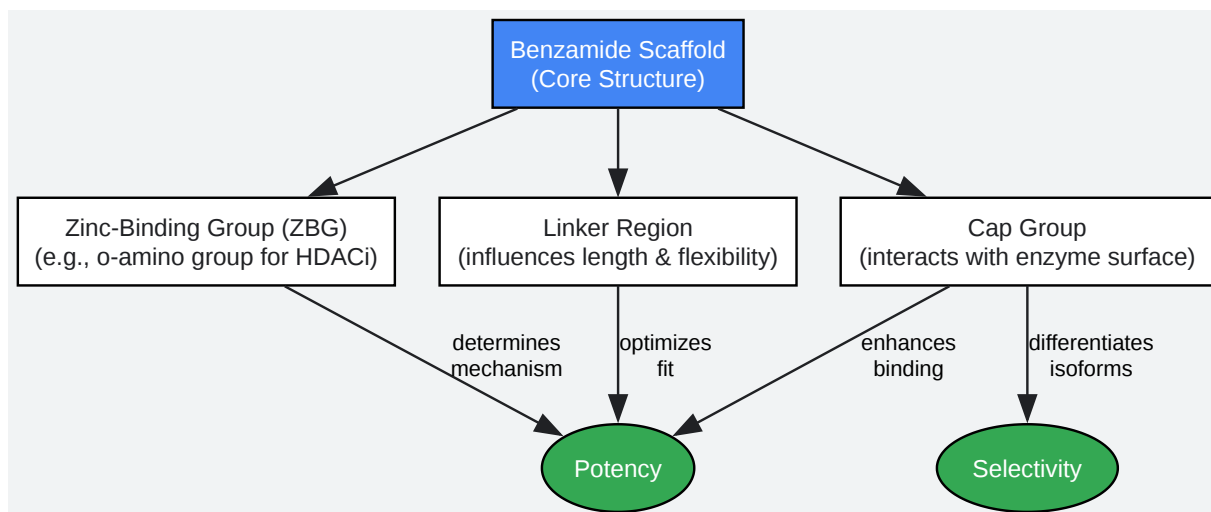 Benzamide Scaffold
(Core Structure)
Zinc-Binding Group (ZBG)
(e.g., o-amino group for HDACi)
Linker Region
(influences length & flexibility)
Cap Group
(interacts with enzyme surface)
determines
mechanism
optimizes
fit
enhances
binding
differentiates
isoforms
Potency
Selectivity